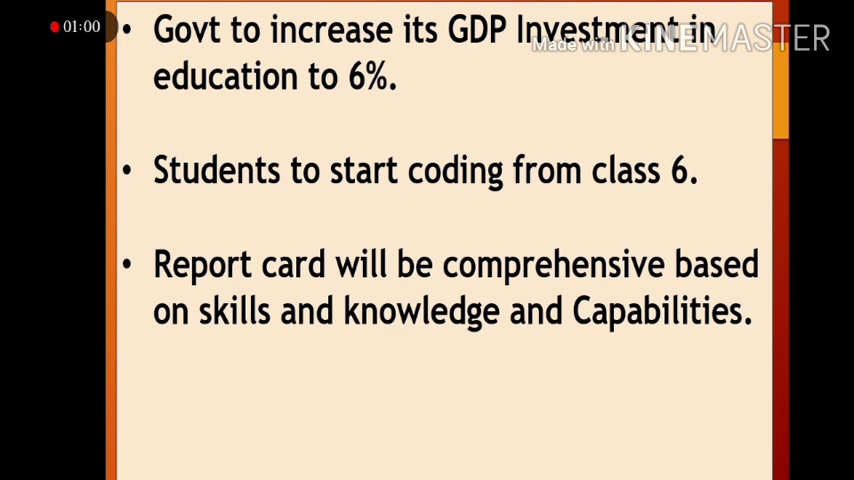 01:00
• Govt to increase its GDP Investment in
Made with KINEMASTER
education to 6%.
• Students to start coding from class 6.
• Report card will be comprehensive based
on skills and knowledge and Capabilities.